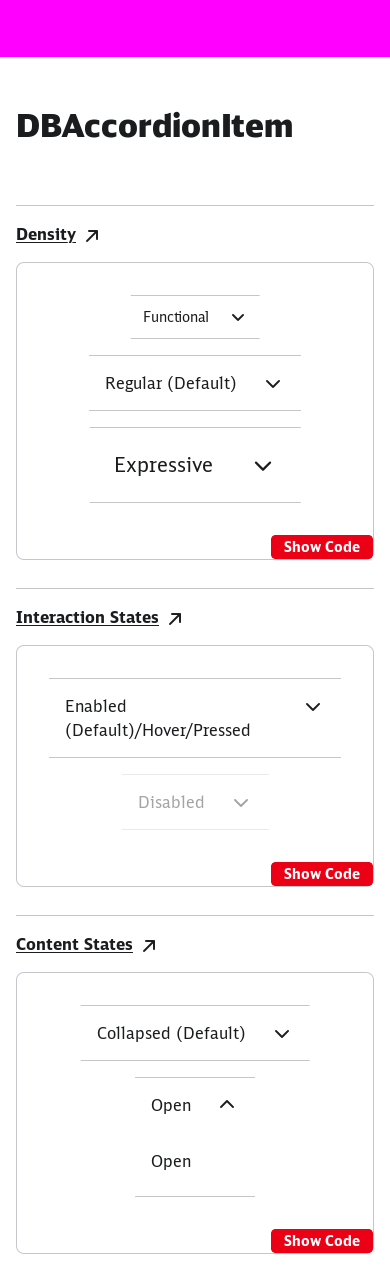 DBAccordionItem
Density
Functional
Regular (Default)
Expressive
Show Code
Interaction States
Enabled
(Default)/Hover/Pressed
Disabled
Show Code
Content States
Collapsed (Default)
Open
Open
Show Code